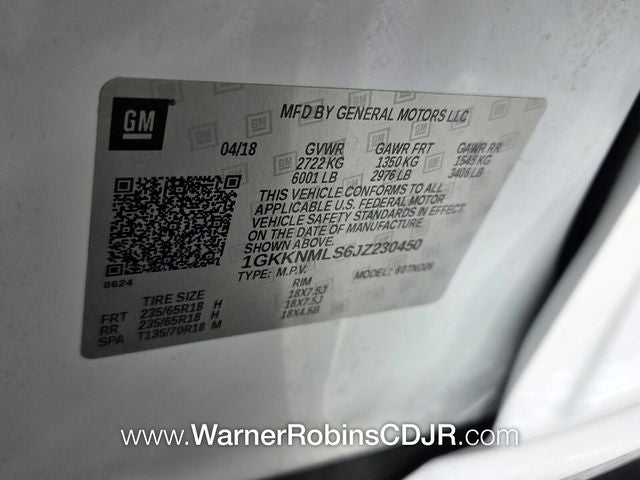 GM
MFD BY GENERAL MOTORS LLC
04/18 GVWR GAWR FRT GAWR RR
2722 KG 1350 KG 1545 KG
6001 LB 2976 LB 3406 LB
THIS VEHICLE CONFORMS TO ALL
APPLICABLE U.S. FEDERAL MOTOR
VEHICLE SAFETY STANDARDS IN EFFECT
ON THE DATE OF MANUFACTURE
SHOWN ABOVE.
1GKKNMLS6JZ230450
TYPE: M.P.V. MODEL:
8624
TIRE SIZE RIM
FRT 235/65R18 H 18X7.5J
RR 235/65R18 H 18X7.5J
SPA T135/70R18 M 18X4.5B
www.WarnerRobinsCDJR.com